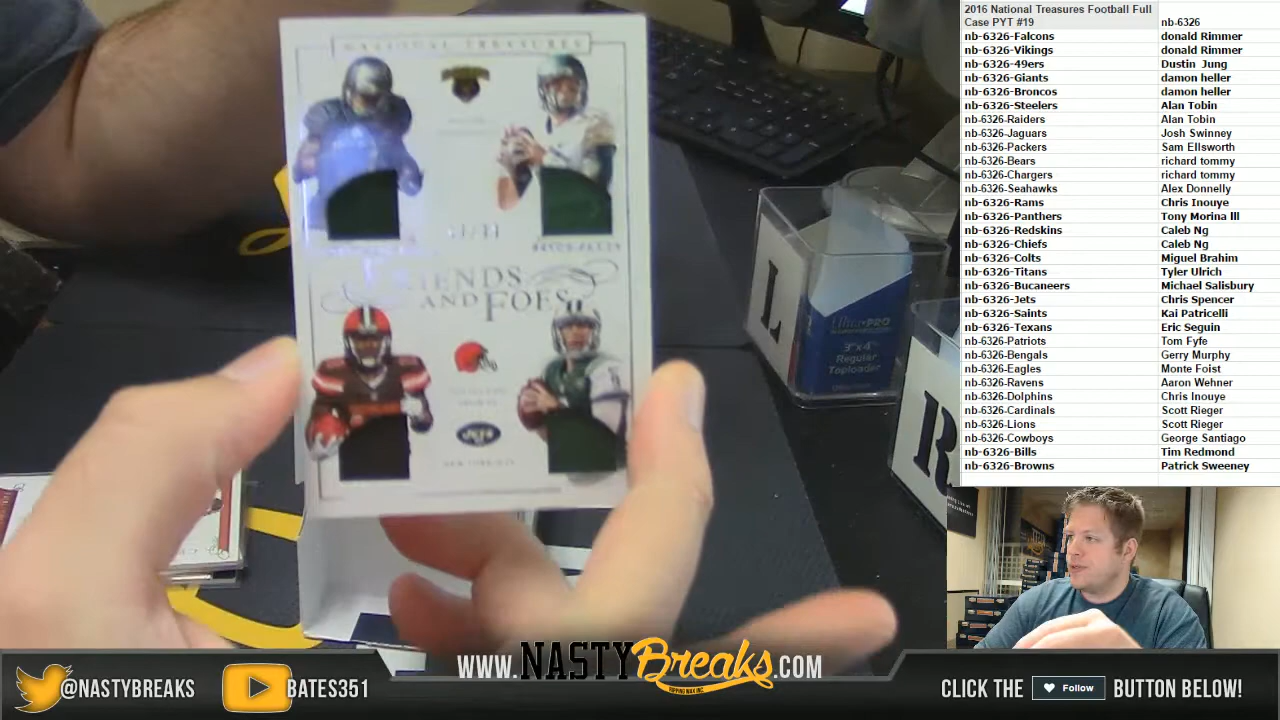 NATIONAL TREASURES
FRIENDS
AND FOES
JETS
L
R
Ultra PRO
3"x4"
Regular
Toploader
2016 National Treasures Football Full
Case PYT #19 nb-6326
nb-6326-Falcons donald Rimmer
nb-6326-Vikings donald Rimmer
nb-6326-49ers Dustin Jung
nb-6326-Giants damon heller
nb-6326-Broncos damon heller
nb-6326-Steelers Alan Tobin
nb-6326-Raiders Alan Tobin
nb-6326-Jaguars Josh Swinney
nb-6326-Packers Sam Ellsworth
nb-6326-Bears richard tommy
nb-6326-Chargers richard tommy
nb-6326-Seahawks Alex Donnelly
nb-6326-Rams Chris Inouye
nb-6326-Panthers Tony Morina III
nb-6326-Redskins Caleb Ng
nb-6326-Chiefs Caleb Ng
nb-6326-Colts Miguel Brahim
nb-6326-Titans Tyler Ulrich
nb-6326-Bucaneers Michael Salisbury
nb-6326-Jets Chris Spencer
nb-6326-Saints Kai Patricelli
nb-6326-Texans Eric Seguin
nb-6326-Patriots Tom Fyfe
nb-6326-Bengals Gerry Murphy
nb-6326-Eagles Monte Foist
nb-6326-Ravens Aaron Wehner
nb-6326-Dolphins Chris Inouye
nb-6326-Cardinals Scott Rieger
nb-6326-Lions Scott Rieger
nb-6326-Cowboys George Santiago
nb-6326-Bills Tim Redmond
nb-6326-Browns Patrick Sweeney
@NASTYBREAKS
BATES351
WWW.NASTYBreaks.COM
RIPPING WAX INC
CLICK THE Follow BUTTON BELOW!